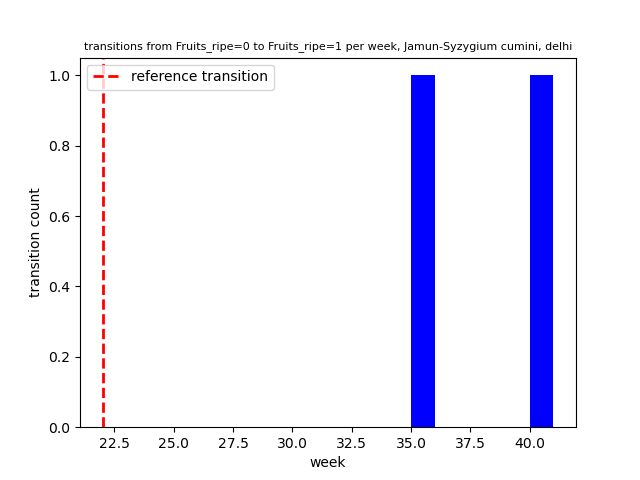 transitions from Fruits_ripe=0 to Fruits_ripe=1 per week, Jamun-Syzygium cumini, delhi
reference transition
1.0
0.8
0.6
0.4
0.2
0.0
transition count
22.5 25.0 27.5 30.0 32.5 35.0 37.5 40.0
week